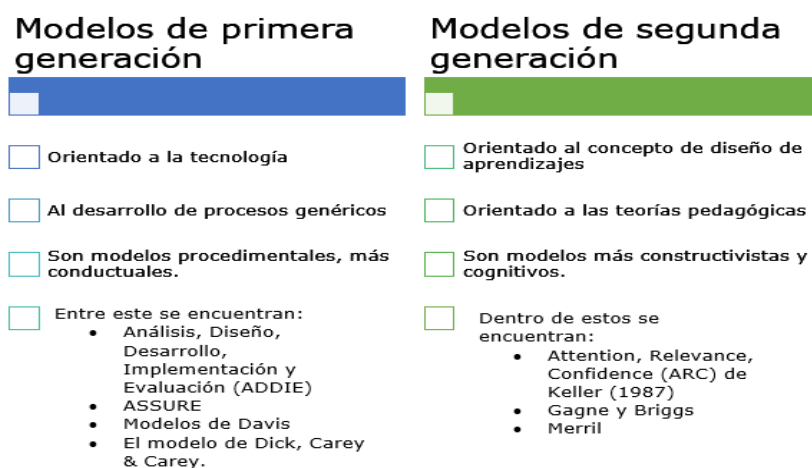 Modelos de primera
generación
Orientado a la tecnología
Al desarrollo de procesos genéricos
Son modelos procedimentales, más
conductuales.
Entre este se encuentran:
• Análisis, Diseño,
Desarrollo,
Implementación y
Evaluación (ADDIE)
• ASSURE
• Modelos de Davis
• El modelo de Dick, Carey
& Carey.
Modelos de segunda
generación
Orientado al concepto de diseño de
aprendizajes
Orientado a las teorías pedagógicas
Son modelos más constructivistas y
cognitivos.
Dentro de estos se
encuentran:
• Attention, Relevance,
Confidence (ARC) de
Keller (1987)
• Gagne y Briggs
• Merril